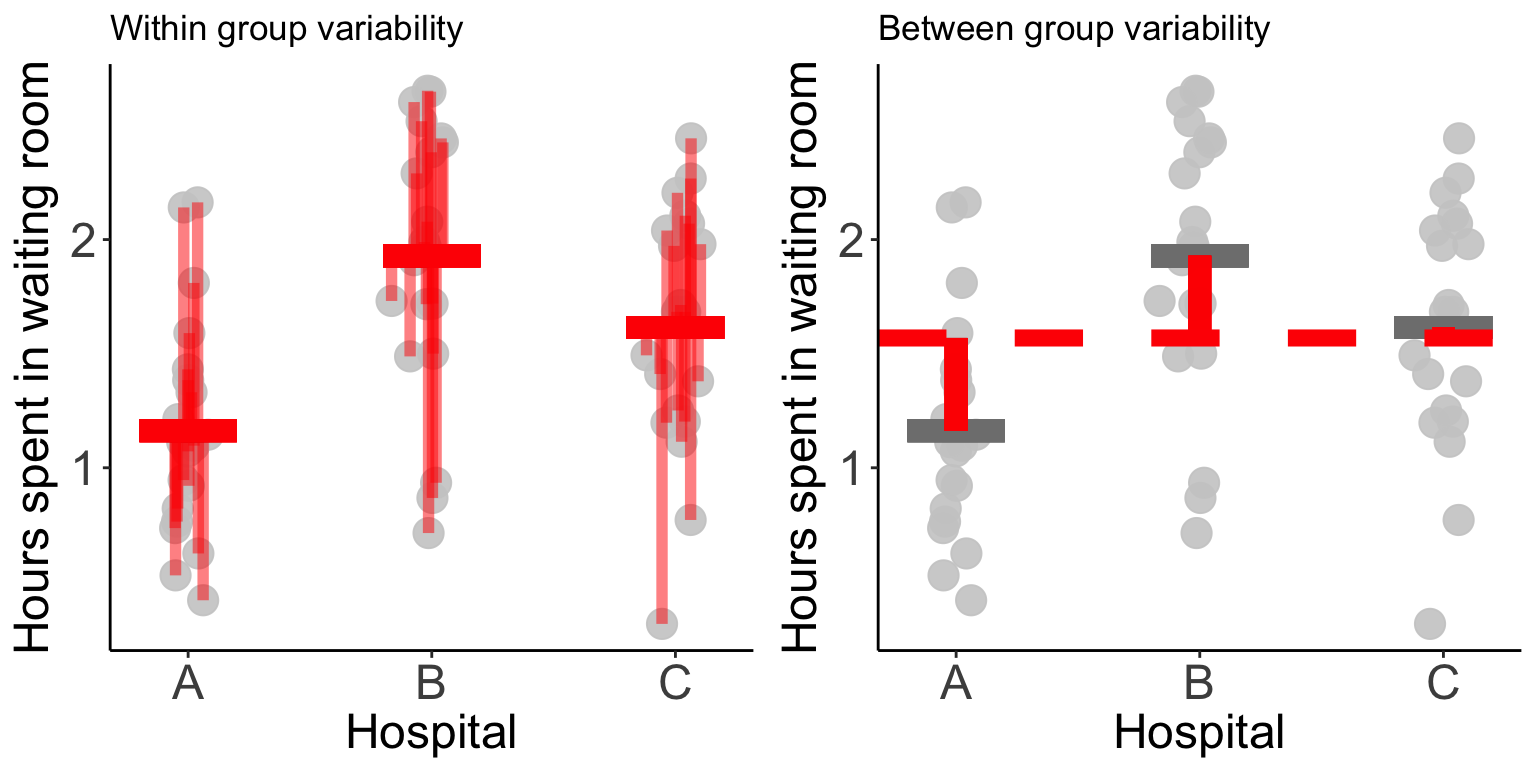 Within group variability
Hours spent in waiting room
2
1
A B C
Hospital
Between group variability
Hours spent in waiting room
2
1
A B C
Hospital